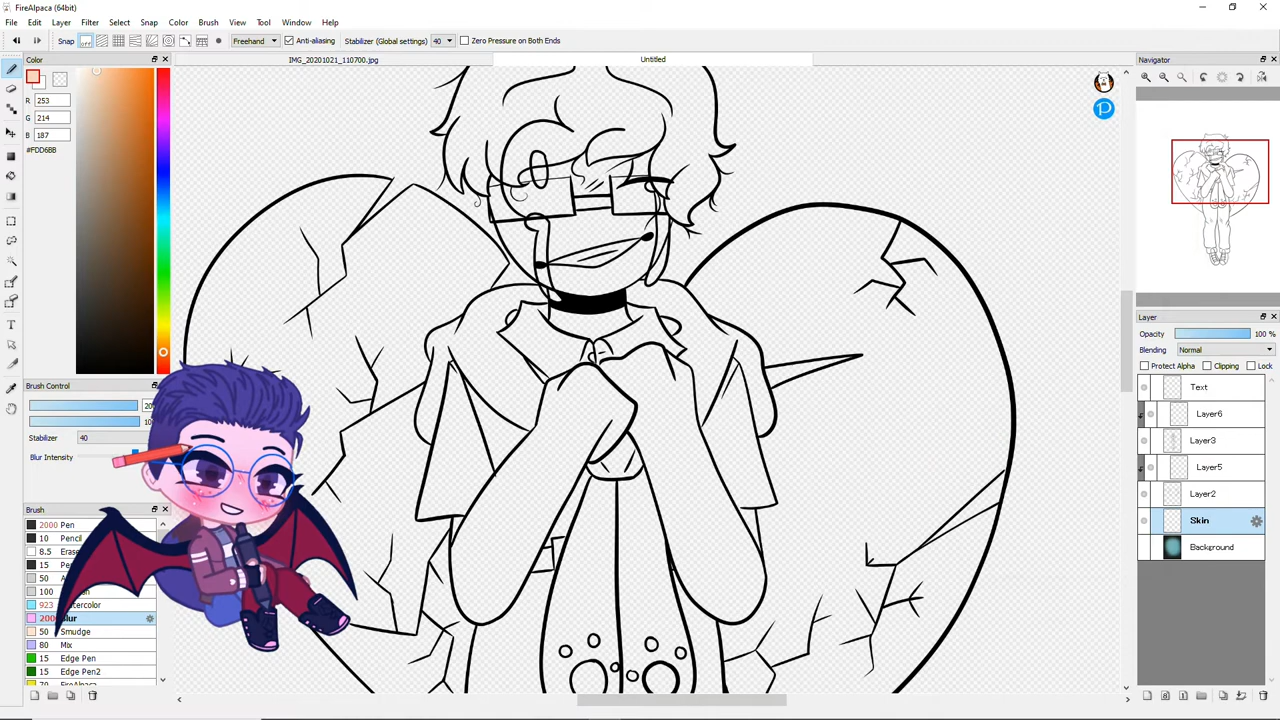 FireAlpaca (64bit)
File Edit Layer Filter Select Snap Color Brush View Tool Window Help
Snap OFF Freehand Anti-aliasing Stabilizer (Global settings) 40 Zero Pressure on Both Ends
Color IMG_20201021_110700.jpg Untitled Navigator
R 253
G 214
B 187
#FDD6BB
Layer
Opacity 100 %
Blending Normal
Protect Alpha Clipping Lock
Text
Layer6
Layer3
Layer5
Layer2
Skin
Background
Brush Control
Stabilizer 40
Blur Intensity
Brush
2000 Pen
10 Pencil
8.5
15
50
100
923
Blur
50 Smudge
80 Mix
15 Edge Pen
15 Edge Pen2